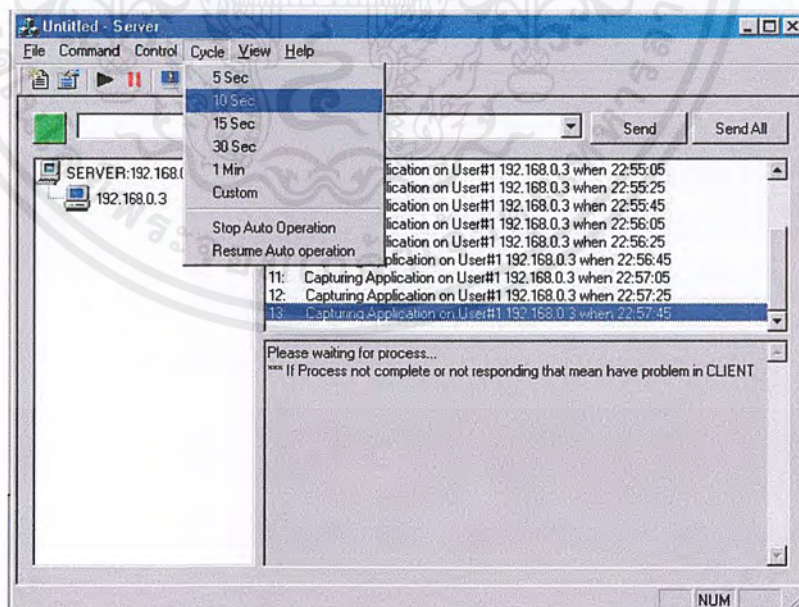 Untitled - Server
File Command Control Cycle View Help
5 Sec
10 Sec
15 Sec
30 Sec
1 Min
Custom
Stop Auto Operation
Resume Auto operation
Send
Send All
SERVER:192.168.0
192.168.0.3
lication on User#1 192.168.0.3 when 22:55:05
lication on User#1 192.168.0.3 when 22:55:25
lication on User#1 192.168.0.3 when 22:55:45
lication on User#1 192.168.0.3 when 22:56:05
lication on User#1 192.168.0.3 when 22:56:25
plication on User#1 192.168.0.3 when 22:56:45
11: Capturing Application on User#1 192.168.0.3 when 22:57:05
12: Capturing Application on User#1 192.168.0.3 when 22:57:25
13: Capturing Application on User#1 192.168.0.3 when 22:57:45
Please waiting for process...
*** If Process not complete or not responding that mean have problem in CLIENT
NUM